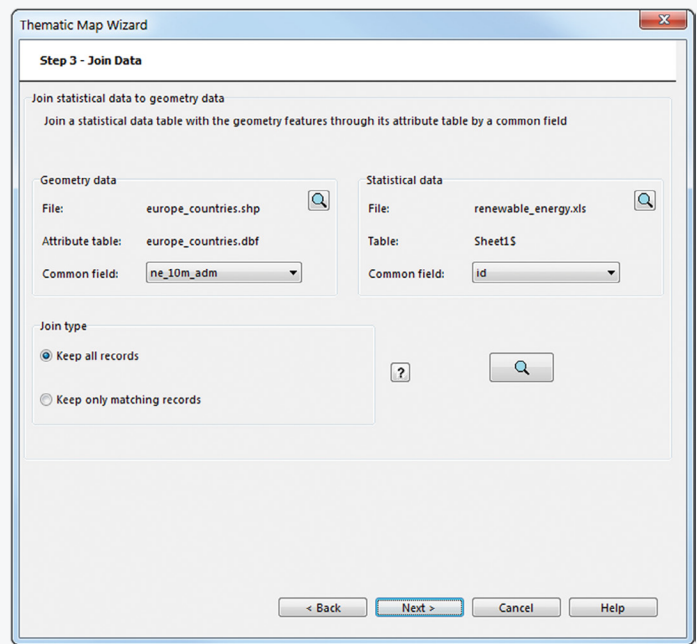 Thematic Map Wizard
Step 3 - Join Data
Join statistical data to geometry data
Join a statistical data table with the geometry features through its attribute table by a common field
Geometry data
File: europe_countries.shp
Attribute table: europe_countries.dbf
Common field: ne_10m_adm
Statistical data
File: renewable_energy.xls
Table: Sheet1$
Common field: id
Join type
Keep all records
Keep only matching records
?
< Back Next > Cancel Help